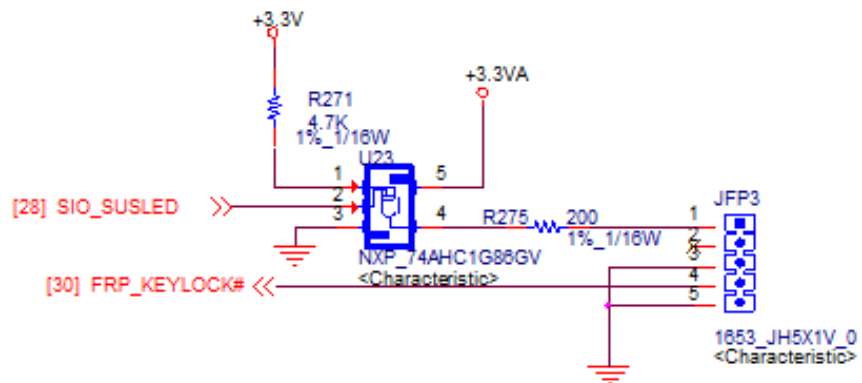 +3.3V
+3.3VA
R271
4.7K
1%_1/16W
U23
1
5
[28] SIO_SUSLED
2
3
4
R275
200
1%_1/16W
NXP_74AHC1G86GV
<Characteristic>
JFP3
1
2
3
4
5
[30] FRP_KEYLOCK#
1653_JH5X1V_0
<Characteristic>